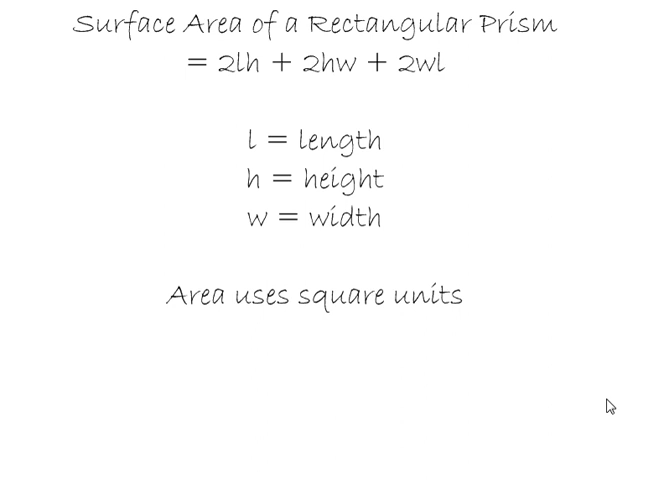 Surface Area of a Rectangular Prism
= 2lh + 2hw + 2wl
l = length
h = height
w = width
Area uses square units